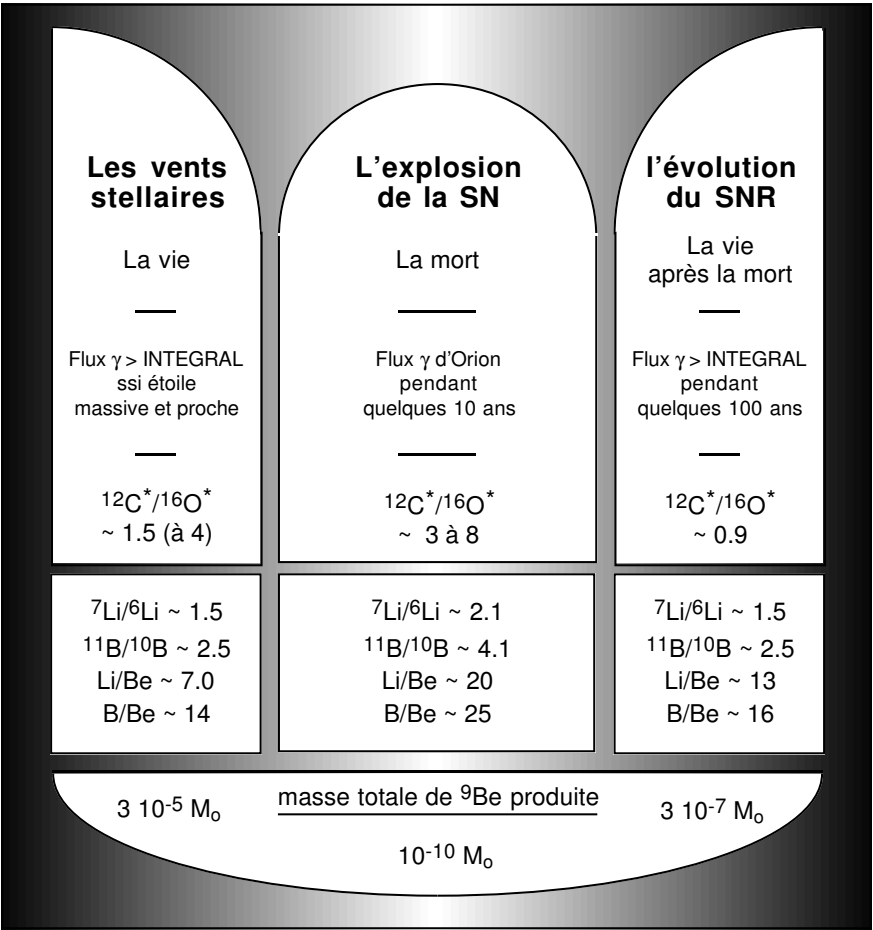 Les vents
stellaires
La vie
Flux γ > INTEGRAL
ssi étoile
massive et proche
¹²C*/¹⁶O*
~ 1.5 (à 4)
⁷Li/⁶Li ~ 1.5
¹¹B/¹⁰B ~ 2.5
Li/Be ~ 7.0
B/Be ~ 14
L'explosion
de la SN
La mort
Flux γ d'Orion
pendant
quelques 10 ans
¹²C*/¹⁶O*
~ 3 à 8
⁷Li/⁶Li ~ 2.1
¹¹B/¹⁰B ~ 4.1
Li/Be ~ 20
B/Be ~ 25
l'évolution
du SNR
La vie
après la mort
Flux γ > INTEGRAL
pendant
quelques 100 ans
¹²C*/¹⁶O*
~ 0.9
⁷Li/⁶Li ~ 1.5
¹¹B/¹⁰B ~ 2.5
Li/Be ~ 13
B/Be ~ 16
masse totale de ⁹Be produite
3 10⁻⁵ Mₒ
10⁻¹⁰ Mₒ
3 10⁻⁷ Mₒ